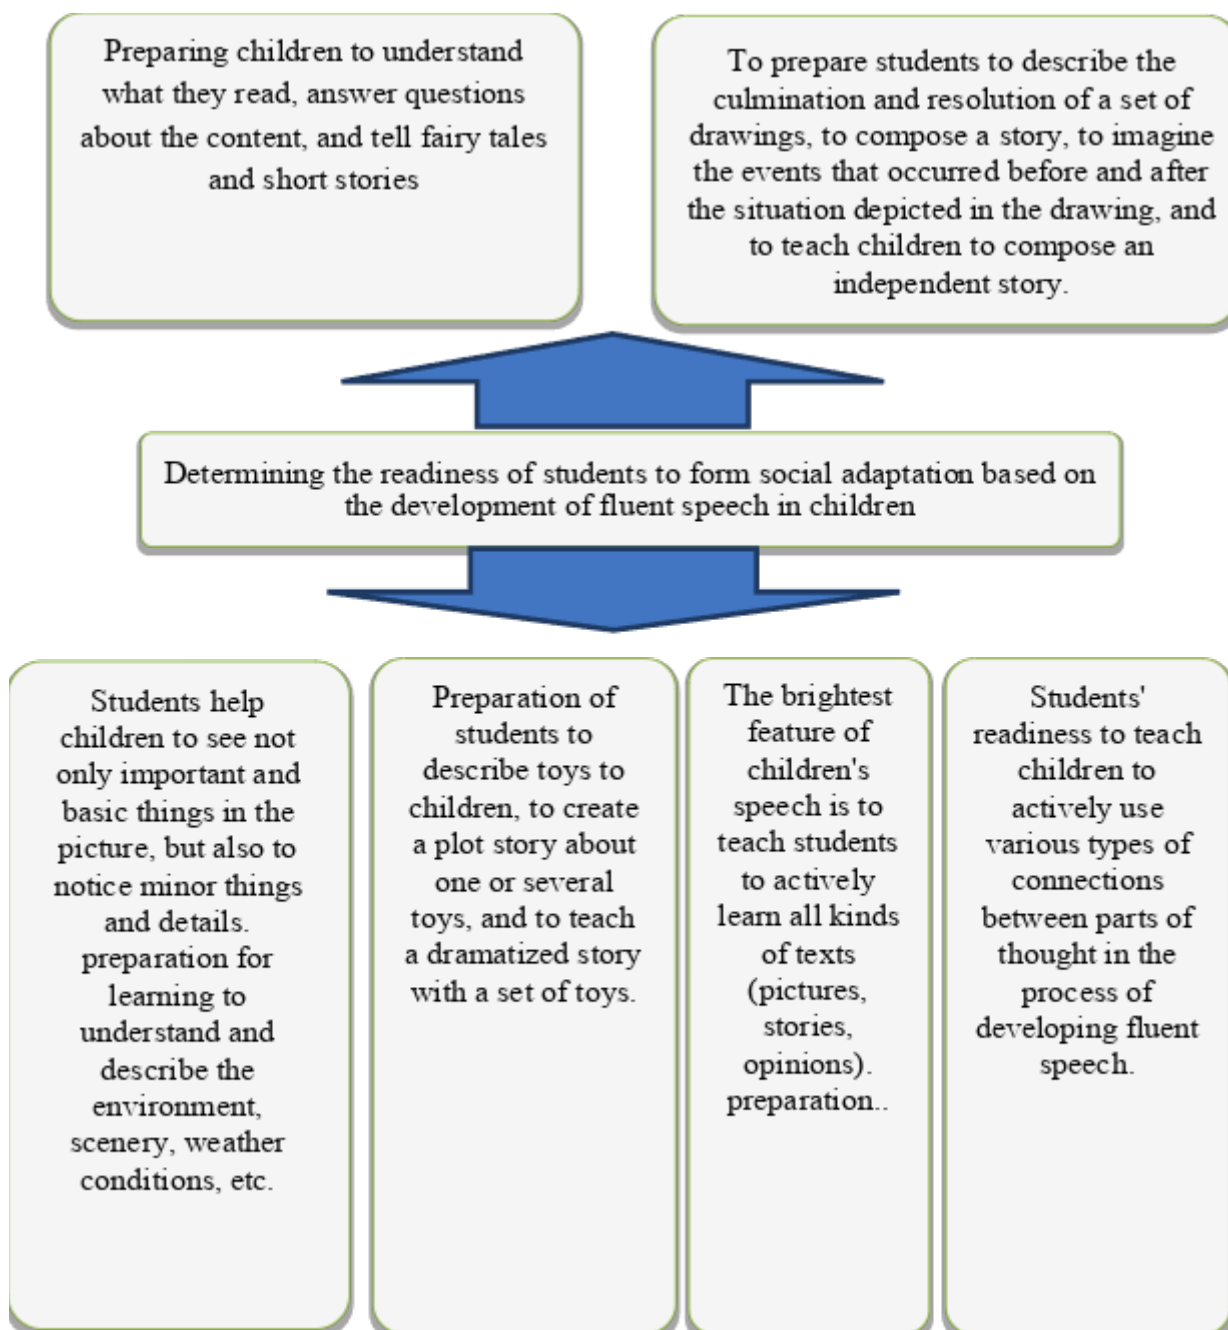 Preparing children to understand
what they read, answer questions
about the content, and tell fairy tales
and short stories
To prepare students to describe the
culmination and resolution of a set of
drawings, to compose a story, to imagine
the events that occurred before and after
the situation depicted in the drawing, and
to teach children to compose an
independent story.
Determining the readiness of students to form social adaptation based on
the development of fluent speech in children
Students help
children to see not
only important and
basic things in the
picture, but also to
notice minor things
and details.
preparation for
learning to
understand and
describe the
environment,
scenery, weather
conditions, etc.
Preparation of
students to
describe toys to
children, to create
a plot story about
one or several
toys, and to teach
a dramatized story
with a set of toys.
The brightest
feature of
children's
speech is to
teach students
to actively
learn all kinds
of texts
(pictures,
stories,
opinions).
preparation..
Students'
readiness to teach
children to
actively use
various types of
connections
between parts of
thought in the
process of
developing fluent
speech.